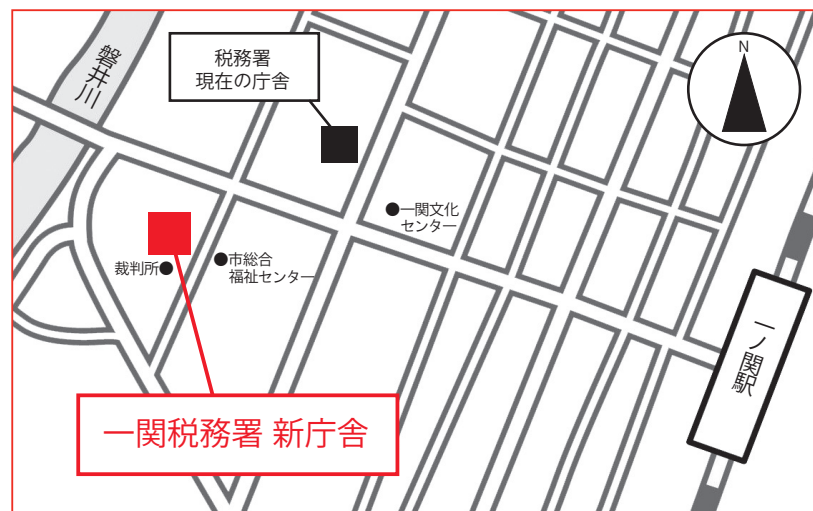 磐井川
税務署
現在の庁舎
N
●一関文化
センター
裁判所●
●市総合
福祉センター
一ノ関駅
一関税務署 新庁舎